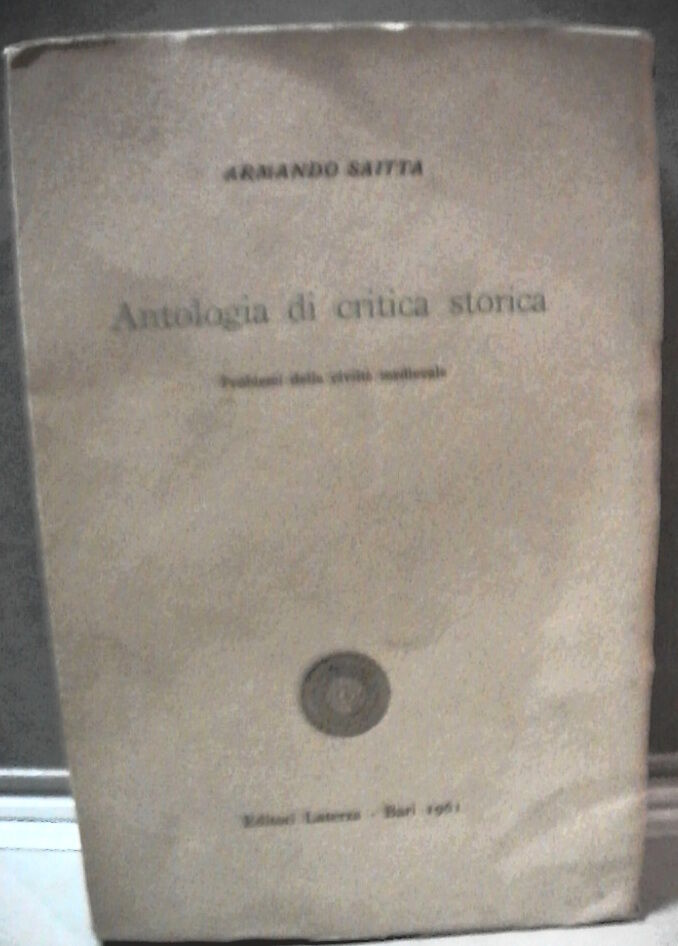 ARMANDO SAITTA
Antologia di critica storica
Problemi della civiltà medievale
Editori Laterza - Bari 1961